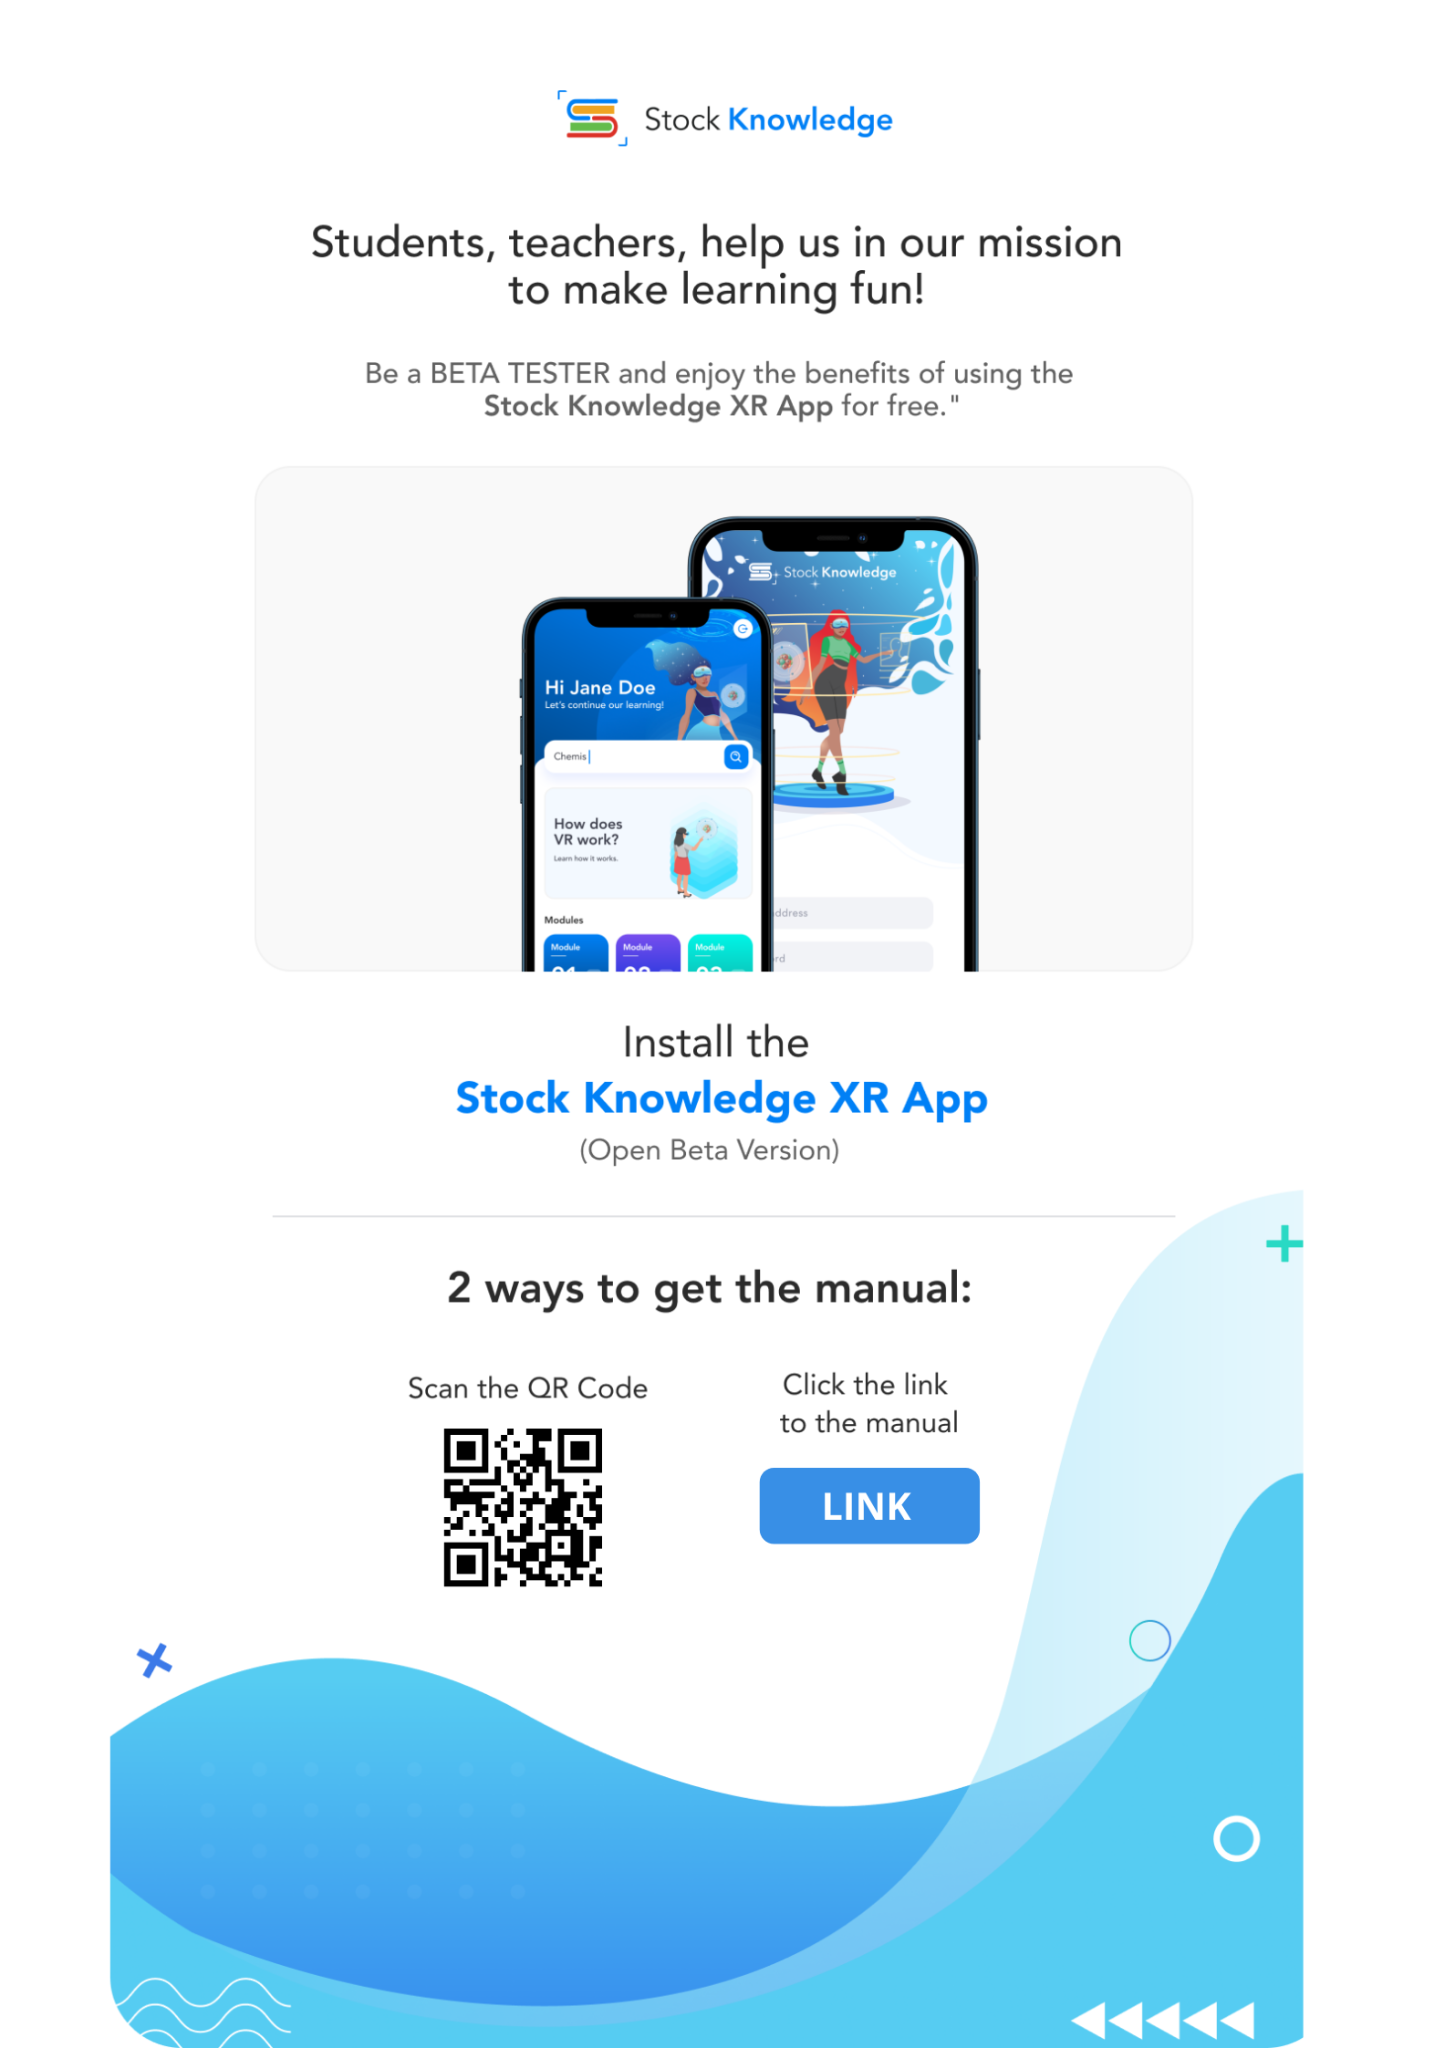 Stock Knowledge
Students, teachers, help us in our mission
to make learning fun!
Be a BETA TESTER and enjoy the benefits of using the
Stock Knowledge XR App for free."
Stock Knowledge
Hi Jane Doe
Let's continue our learning!
Chemis
How does
VR work?
Learn how it works.
ddress
Modules
Module
Module
Module
rd
01
02
03
Install the
Stock Knowledge XR App
(Open Beta Version)
2 ways to get the manual:
Scan the QR Code
Click the link
to the manual
LINK